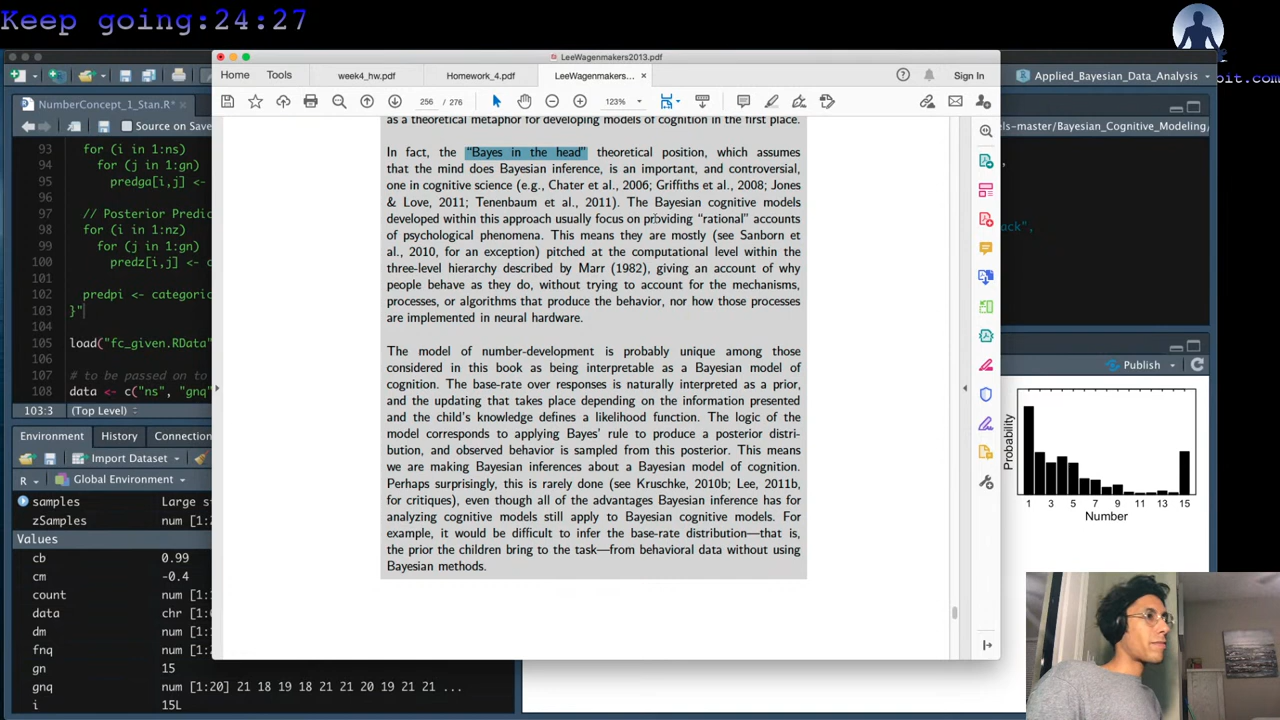 Keep going:24:27
LeeWagenmakers2013.pdf
Home Tools week4_hw.pdf Homework_4.pdf LeeWagenmakers... × Sign In
256 / 276 123%
Applied_Bayesian_Data_Analysis
oit.com
NumberConcept_1_Stan.R* ×
Source on Sav
els-master/Bayesian_Cognitive_Modeling/
93 for (i in 1:ns)
94 for (j in 1:gn)
95 predga[i,j] <-
96
97 // Posterior Predic
98 for (i in 1:nz)
99 for (j in 1:gn)
100 predz[i,j] <- c
101
102 predpi <- categoric
103 }"
104
105 load("fc_given.RData"
106
107 # to be passed on to
108 data <- c("ns", "gnq"
103:3 (Top Level)
as a theoretical metaphor for developing models of cognition in the first place.
In fact, the “Bayes in the head” theoretical position, which assumes
that the mind does Bayesian inference, is an important, and controversial,
one in cognitive science (e.g., Chater et al., 2006; Griffiths et al., 2008; Jones
& Love, 2011; Tenenbaum et al., 2011). The Bayesian cognitive models
developed within this approach usually focus on providing “rational” accounts
of psychological phenomena. This means they are mostly (see Sanborn et
al., 2010, for an exception) pitched at the computational level within the
three-level hierarchy described by Marr (1982), giving an account of why
people behave as they do, without trying to account for the mechanisms,
processes, or algorithms that produce the behavior, nor how those processes
are implemented in neural hardware.
The model of number-development is probably unique among those
considered in this book as being interpretable as a Bayesian model of
cognition. The base-rate over responses is naturally interpreted as a prior,
and the updating that takes place depending on the information presented
and the child's knowledge defines a likelihood function. The logic of the
model corresponds to applying Bayes' rule to produce a posterior distri-
bution, and observed behavior is sampled from this posterior. This means
we are making Bayesian inferences about a Bayesian model of cognition.
Perhaps surprisingly, this is rarely done (see Kruschke, 2010b; Lee, 2011b,
for critiques), even though all of the advantages Bayesian inference has for
analyzing cognitive models still apply to Bayesian cognitive models. For
example, it would be difficult to infer the base-rate distribution—that is,
the prior the children bring to the task—from behavioral data without using
Bayesian methods.
ack",
Publish
Probability
1 3 5 7 9 11 13 15
Number
Environment History Connection
Import Dataset
R Global Environment
samples Large s
zSamples num [1:2
Values
cb 0.99
cm -0.4
count num [1:
data chr [1:
dm num [1:
fnq num [1:
gn 15
gnq num [1:20] 21 18 19 18 21 21 20 19 21 21 ...
i 15L